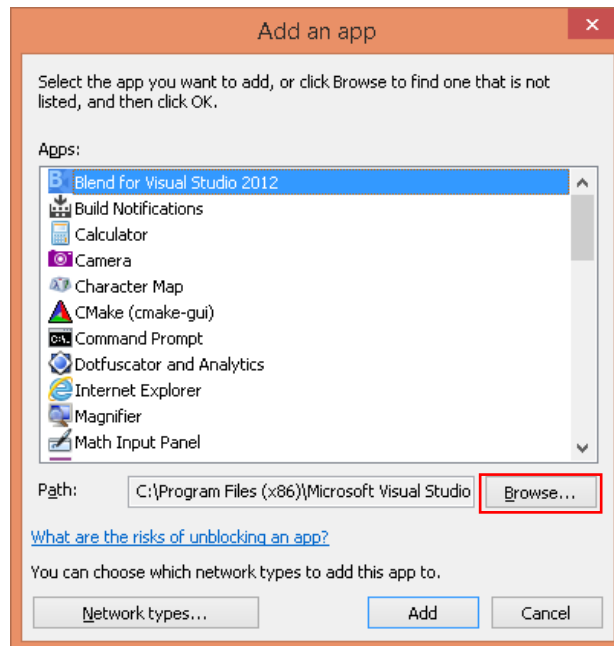 Add an app
Select the app you want to add, or click Browse to find one that is not
listed, and then click OK.
Apps:
Blend for Visual Studio 2012
Build Notifications
Calculator
Camera
Character Map
CMake (cmake-gui)
Command Prompt
Dotfuscator and Analytics
Internet Explorer
Magnifier
Math Input Panel
Path: C:\Program Files (x86)\Microsoft Visual Studio Browse...
What are the risks of unblocking an app?
You can choose which network types to add this app to.
Network types... Add Cancel